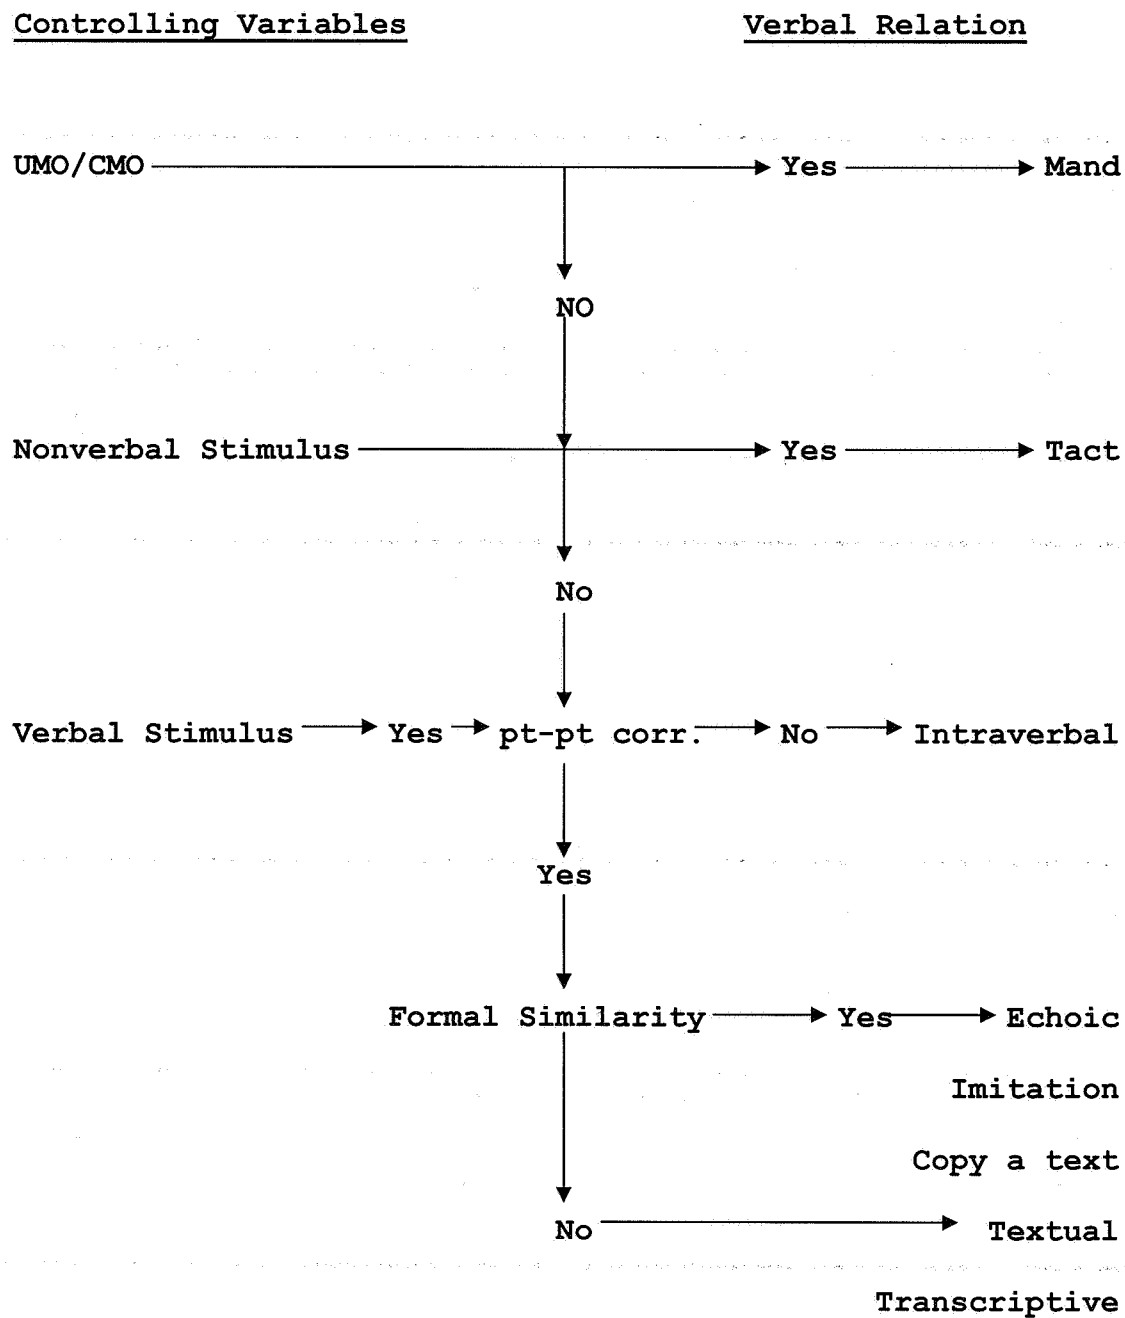 Controlling Variables Verbal Relation
UMO/CMO Yes Mand
NO
Nonverbal Stimulus Yes Tact
No
Verbal Stimulus Yes pt-pt corr. No Intraverbal
Yes
Formal Similarity Yes Echoic
Imitation
Copy a text
No Textual
Transcriptive